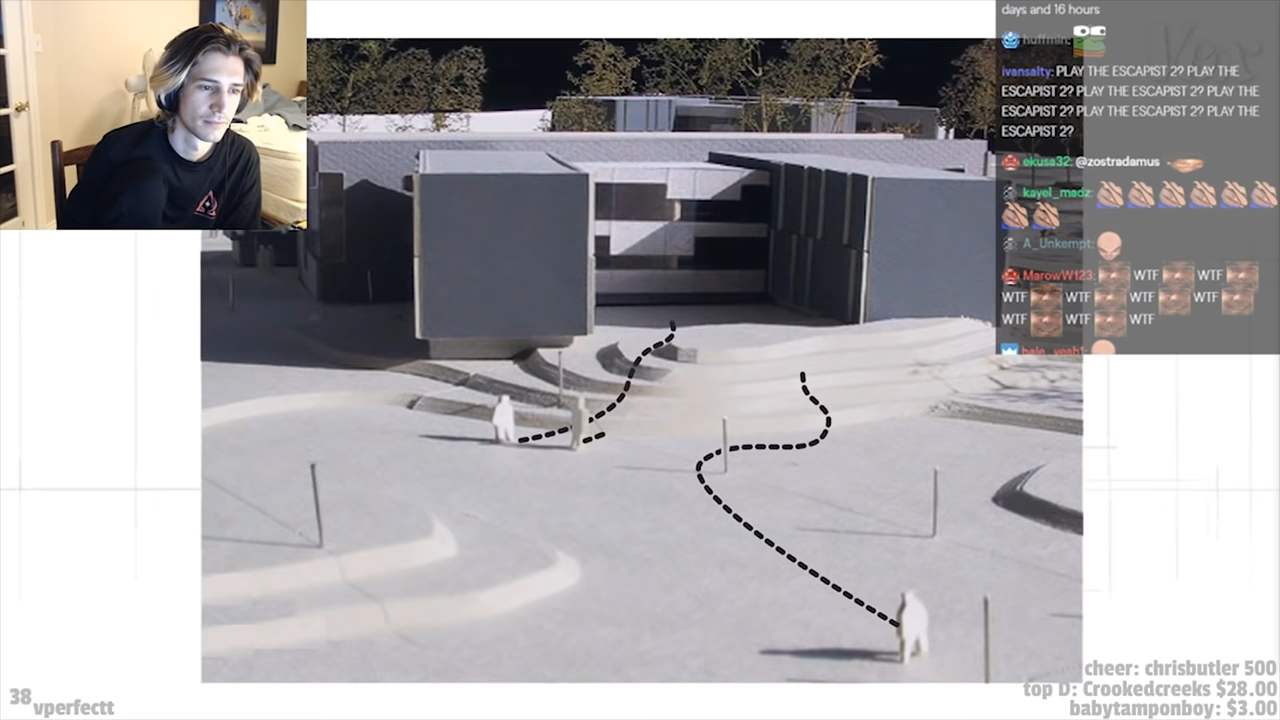 days and 16 hours
huffmin:
ivansalty: PLAY THE ESCAPIST 2? PLAY THE
ESCAPIST 2? PLAY THE ESCAPIST 2? PLAY THE
ESCAPIST 2? PLAY THE ESCAPIST 2? PLAY THE
ESCAPIST 2?
ekusa32: @zostradamus
kayel_madz:
A_Unkempt:
MarowW123: WTF WTF
WTF WTF WTF WTF
WTF WTF WTF
cheer: chrisbutler 500
top D: Crookedcreeks $28.00
babytamponboy: $3.00
38
vperfectt